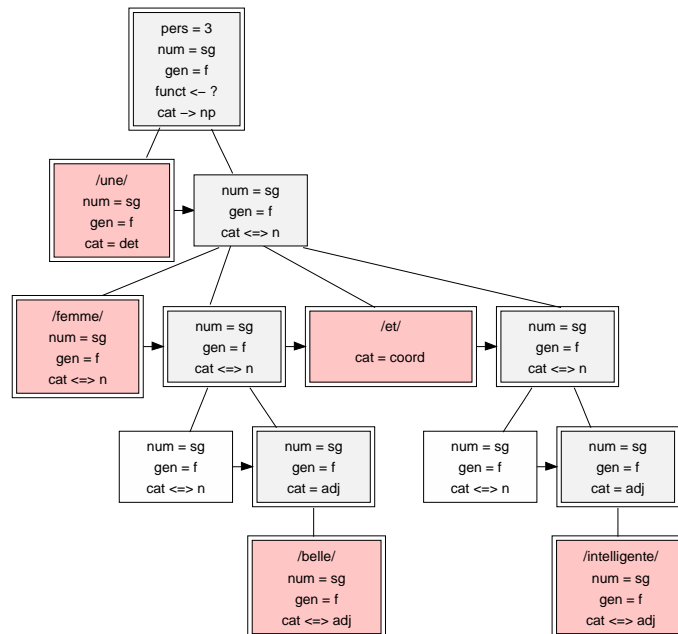 pers = 3
num = sg
gen = f
funct <− ?
cat −> np
/une/
num = sg
gen = f
cat = det
num = sg
gen = f
cat <=> n
/femme/
num = sg
gen = f
cat <=> n
num = sg
gen = f
cat <=> n
/et/
cat = coord
num = sg
gen = f
cat <=> n
num = sg
gen = f
cat <=> n
num = sg
gen = f
cat = adj
num = sg
gen = f
cat <=> n
num = sg
gen = f
cat = adj
/belle/
num = sg
gen = f
cat <=> adj
/intelligente/
num = sg
gen = f
cat <=> adj